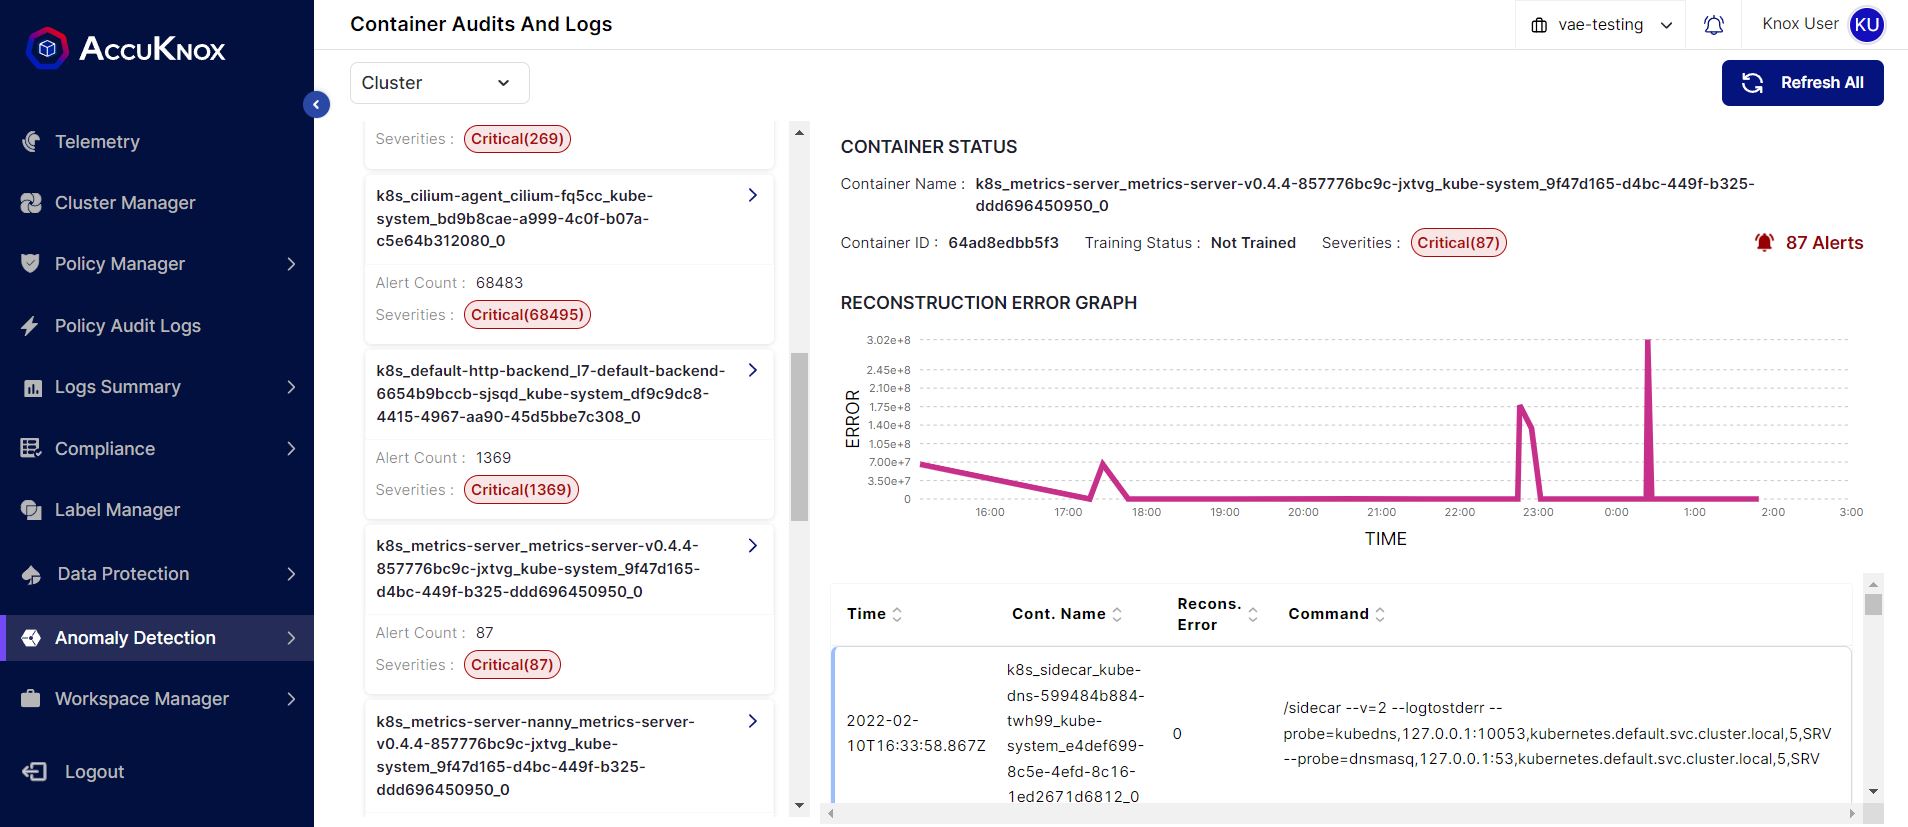 ACCUKNOX
Telemetry
Cluster Manager
Policy Manager
Policy Audit Logs
Logs Summary
Compliance
Label Manager
Data Protection
Anomaly Detection
Workspace Manager
Logout
Container Audits And Logs
vae-testing
Knox User
KU
Cluster
Refresh All
Severities : Critical(269)
k8s_cilium-agent_cilium-fq5cc_kube-
system_bd9b8cae-a999-4c0f-b07a-
c5e64b312080_0
Alert Count : 68483
Severities : Critical(68495)
k8s_default-http-backend_l7-default-backend-
6654b9bccb-sjsqd_kube-system_df9c9dc8-
4415-4967-aa90-45d5bbe7c308_0
Alert Count : 1369
Severities : Critical(1369)
k8s_metrics-server_metrics-server-v0.4.4-
857776bc9c-jxtvg_kube-system_9f47d165-
d4bc-449f-b325-ddd696450950_0
Alert Count : 87
Severities : Critical(87)
k8s_metrics-server-nanny_metrics-server-
v0.4.4-857776bc9c-jxtvg_kube-
system_9f47d165-d4bc-449f-b325-
ddd696450950_0
CONTAINER STATUS
Container Name : k8s_metrics-server_metrics-server-v0.4.4-857776bc9c-jxtvg_kube-system_9f47d165-d4bc-449f-b325-
ddd696450950_0
Container ID : 64ad8edbb5f3 Training Status : Not Trained Severities : Critical(87) 87 Alerts
RECONSTRUCTION ERROR GRAPH
ERROR
3.02e+8
2.45e+8
2.10e+8
1.75e+8
1.40e+8
1.05e+8
7.00e+7
3.50e+7
0
16:00 17:00 18:00 19:00 20:00 21:00 22:00 23:00 0:00 1:00 2:00 3:00
TIME
Time Cont. Name Recons. Error Command
2022-02-
10T16:33:58.867Z
k8s_sidecar_kube-
dns-599484b884-
twh99_kube-
system_e4def699-
8c5e-4efd-8c16-
1ed2671d6812_0
0
/sidecar --v=2 --logtostderr --
probe=kubedns,127.0.0.1:10053,kubernetes.default.svc.cluster.local,5,SRV
--probe=dnsmasq,127.0.0.1:53,kubernetes.default.svc.cluster.local,5,SRV